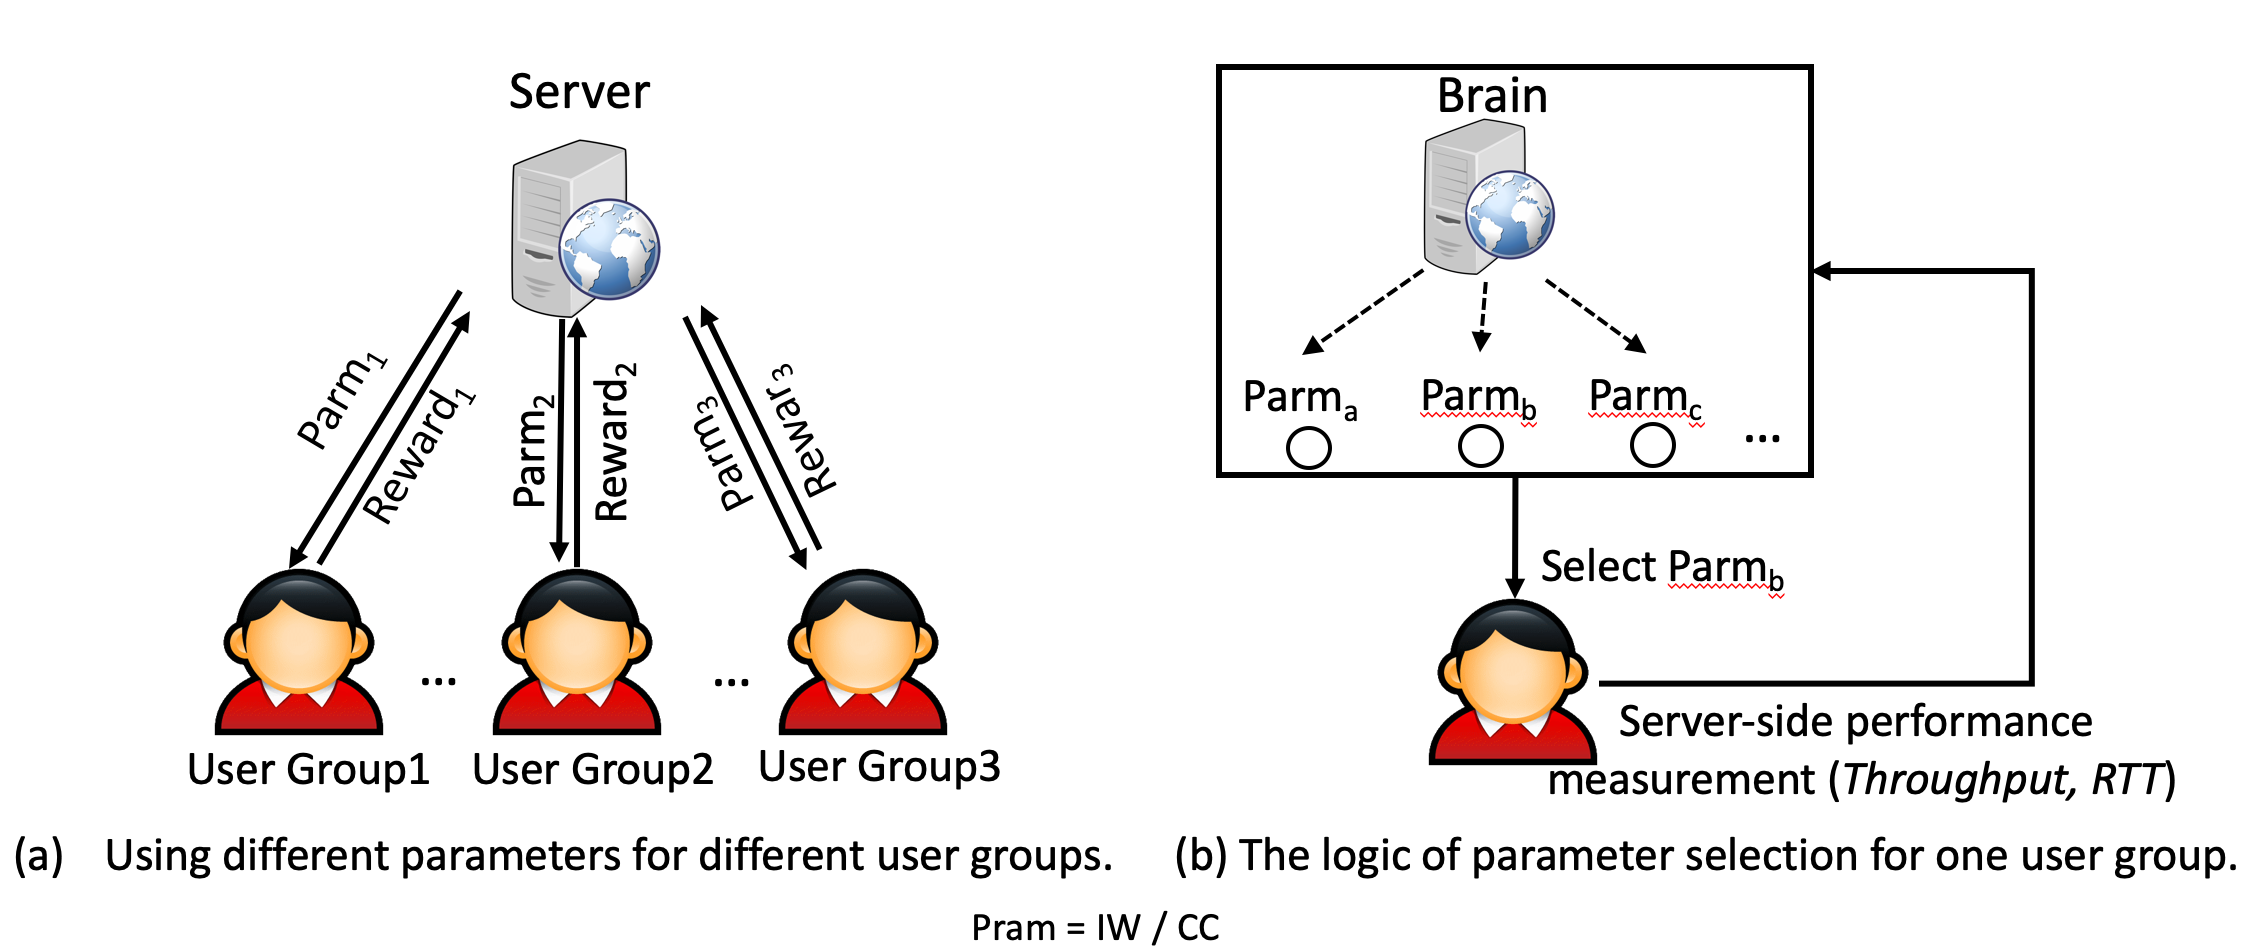 Server
Parm1
Reward1
Parm2
Reward2
Parm3
Rewar3
User Group1
...
User Group2
...
User Group3
(a) Using different parameters for different user groups.
Brain
Parma
Parmb
Parmc
...
Select Parmb
Server-side performance
measurement (Throughput, RTT)
(b) The logic of parameter selection for one user group.
Pram = IW / CC